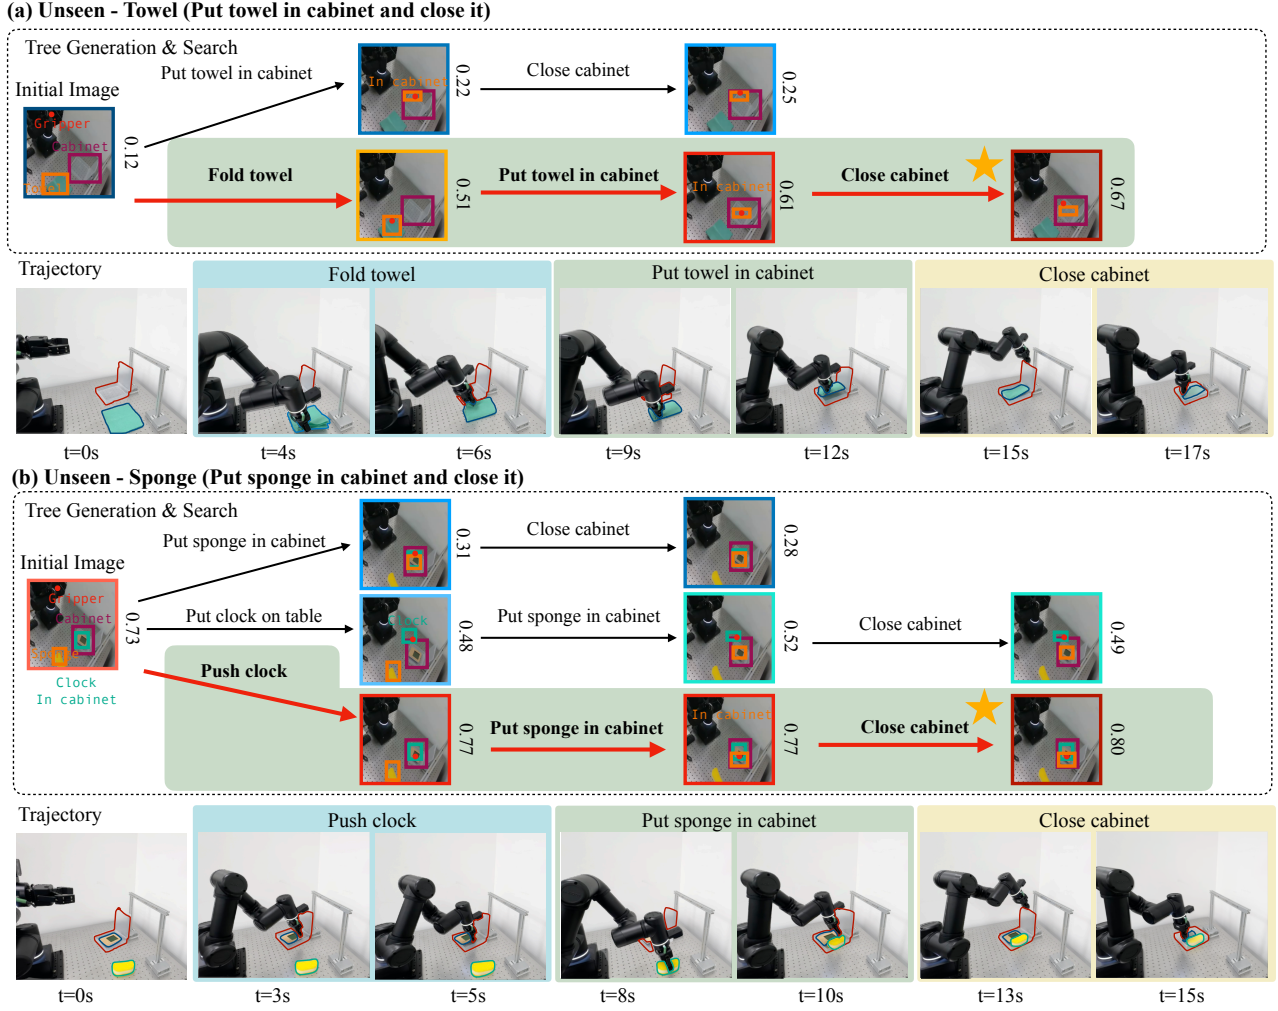 (a) Unseen - Towel (Put towel in cabinet and close it)
Tree Generation & Search
Put towel in cabinet
Close cabinet
Initial Image
Gripper
Cabinet
Towel
0.12
In cabinet
0.22
0.25
Fold towel
0.51
Put towel in cabinet
In cabinet
0.61
Close cabinet
0.67
Trajectory
Fold towel
Put towel in cabinet
Close cabinet
t=0s
t=4s
t=6s
t=9s
t=12s
t=15s
t=17s
(b) Unseen - Sponge (Put sponge in cabinet and close it)
Tree Generation & Search
Put sponge in cabinet
0.31
Close cabinet
0.28
Initial Image
Gripper
Cabinet
0.73
Clock
In cabinet
Put clock on table
Clock
0.48
Put sponge in cabinet
0.52
Close cabinet
0.49
Push clock
0.77
Put sponge in cabinet
In cabinet
0.77
Close cabinet
0.80
Trajectory
Push clock
Put sponge in cabinet
Close cabinet
t=0s
t=3s
t=5s
t=8s
t=10s
t=13s
t=15s